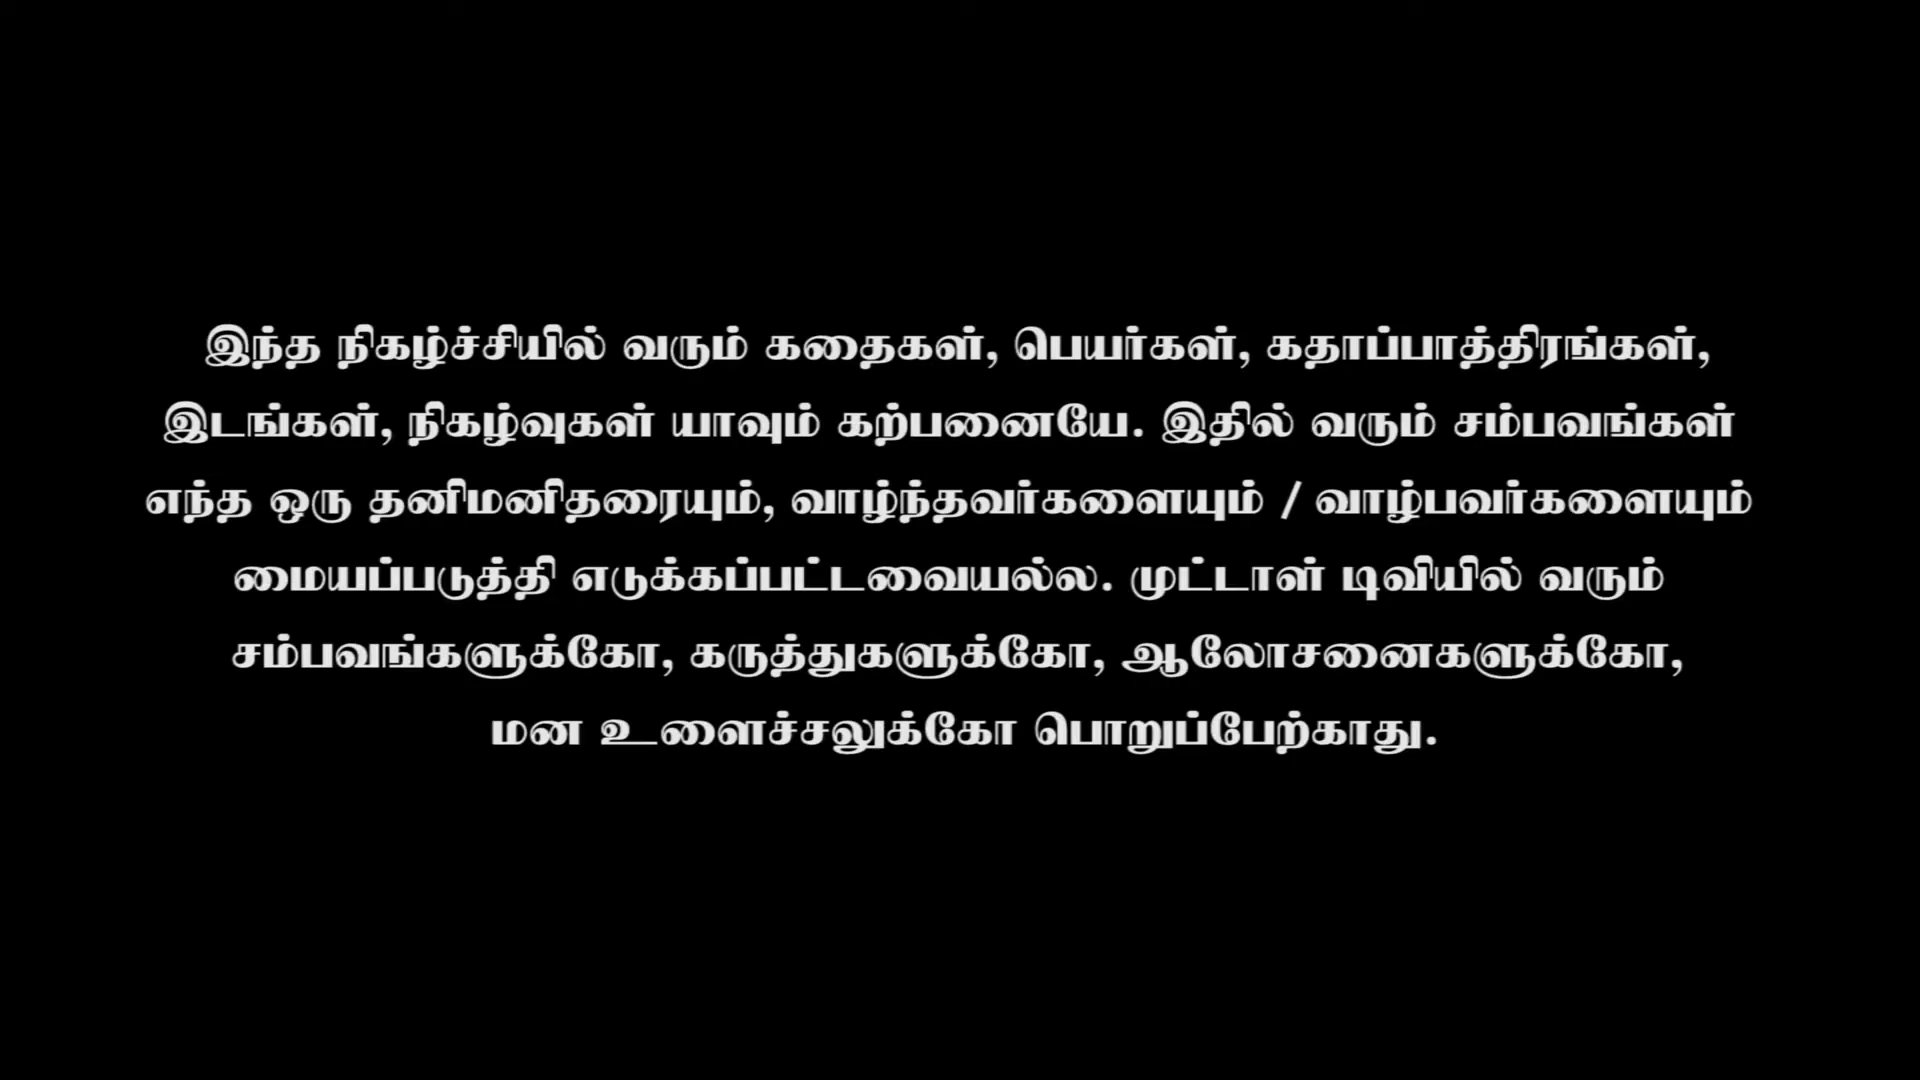 இந்த நிகழ்ச்சியில் வரும் கதைகள், பெயர்கள், கதாப்பாத்திரங்கள்,
இடங்கள், நிகழ்வுகள் யாவும் கற்பனையே. இதில் வரும் சம்பவங்கள்
எந்த ஒரு தனிமனிதரையும், வாழ்ந்தவர்களையும் / வாழ்பவர்களையும்
மையப்படுத்தி எடுக்கப்பட்டவையல்ல. முட்டாள் டிவியில் வரும்
சம்பவங்களுக்கோ, கருத்துகளுக்கோ, ஆலோசனைகளுக்கோ,
மன உளைச்சலுக்கோ பொறுப்பேற்காது.